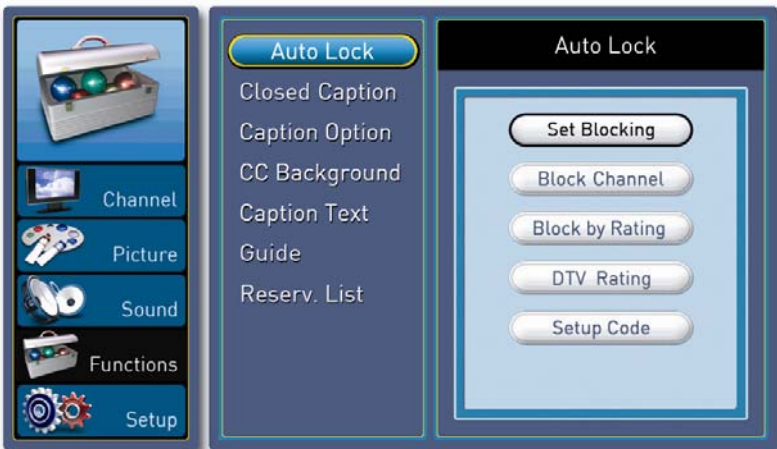 Channel
Picture
Sound
Functions
Setup
Auto Lock
Closed Caption
Caption Option
CC Background
Caption Text
Guide
Reserv. List
Auto Lock
Set Blocking
Block Channel
Block by Rating
DTV Rating
Setup Code